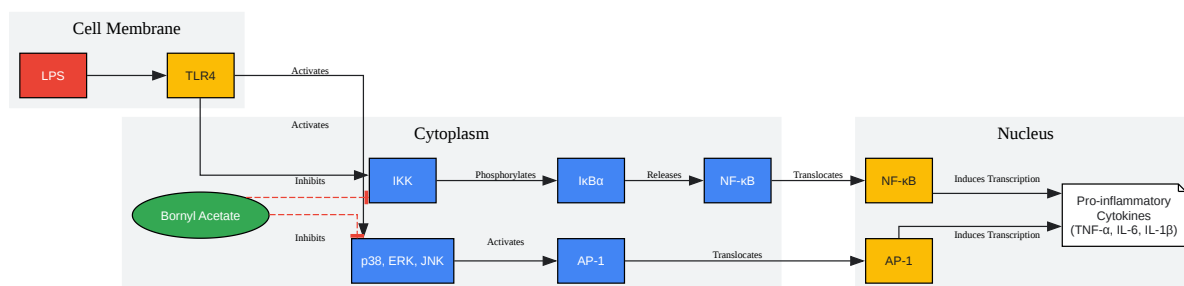 Cell Membrane
LPS
TLR4
Activates
Activates
Cytoplasm
Nucleus
IKK
Phosphorylates
IκBα
Releases
NF-κB
Translocates
NF-κB
Induces Transcription
Inhibits
Bornyl Acetate
Inhibits
Pro-inflammatory
Cytokines
(TNF-α, IL-6, IL-1β)
p38, ERK, JNK
Activates
AP-1
Translocates
AP-1
Induces Transcription